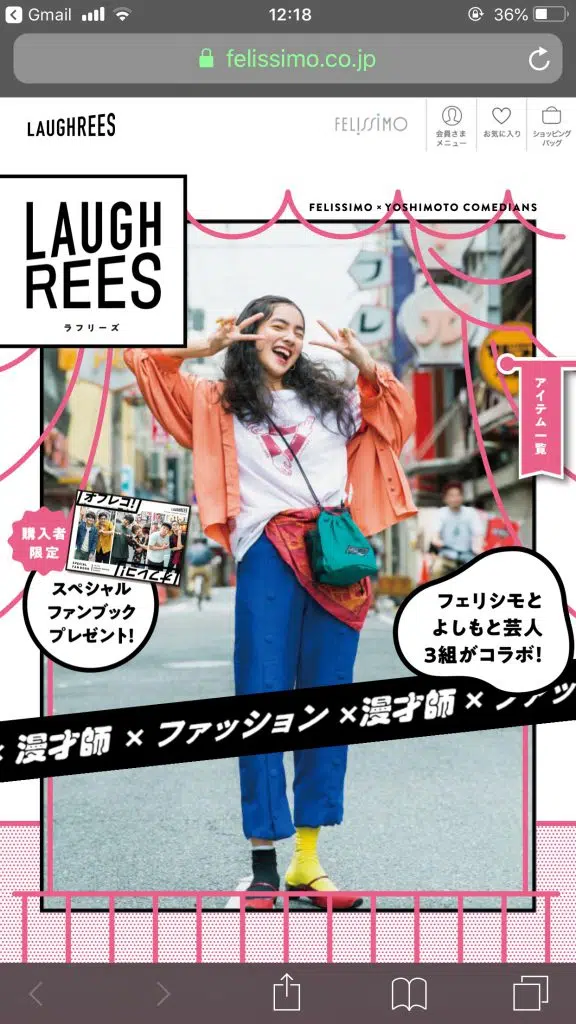 Gmail
12:18
36%
felissimo.co.jp
LAUGHREES
FELISSIMO
会員さま
メニュー
お気に入り
ショッピング
バッグ
LAUGH
REES
ラフリーズ
FELISSIMO × YOSHIMOTO COMEDIANS
アイテム一覧
購入者
限定
スペシャル
ファンブック
プレゼント!
フェリシモと
よしもと芸人
3組がコラボ!
× 漫才師 × ファッション ×漫才師 × ファッ